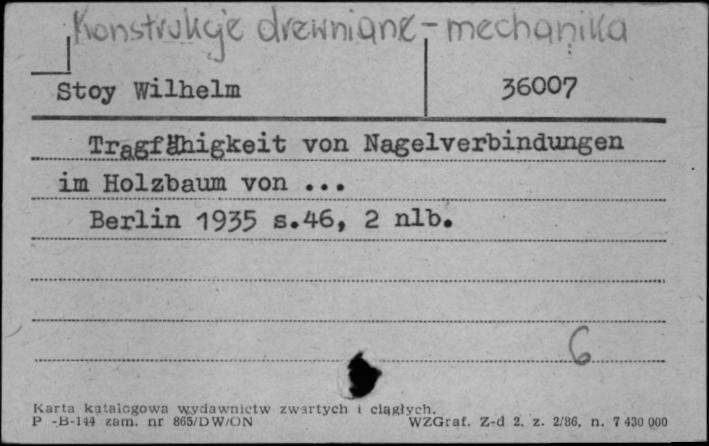 Konstrukcje drewniane - mechanika
Stoy Wilhelm 36007
Tragfähigkeit von Nagelverbindungen
im Holzbaum von ...
Berlin 1935 s.46, 2 nlb.
6
Karta katalogowa wydawnictw zwartych i ciągłych.
P -B-144 zam. nr 865/DW/ON WZGraf. Z-d 2, z. 2/86, n. 7 430 000